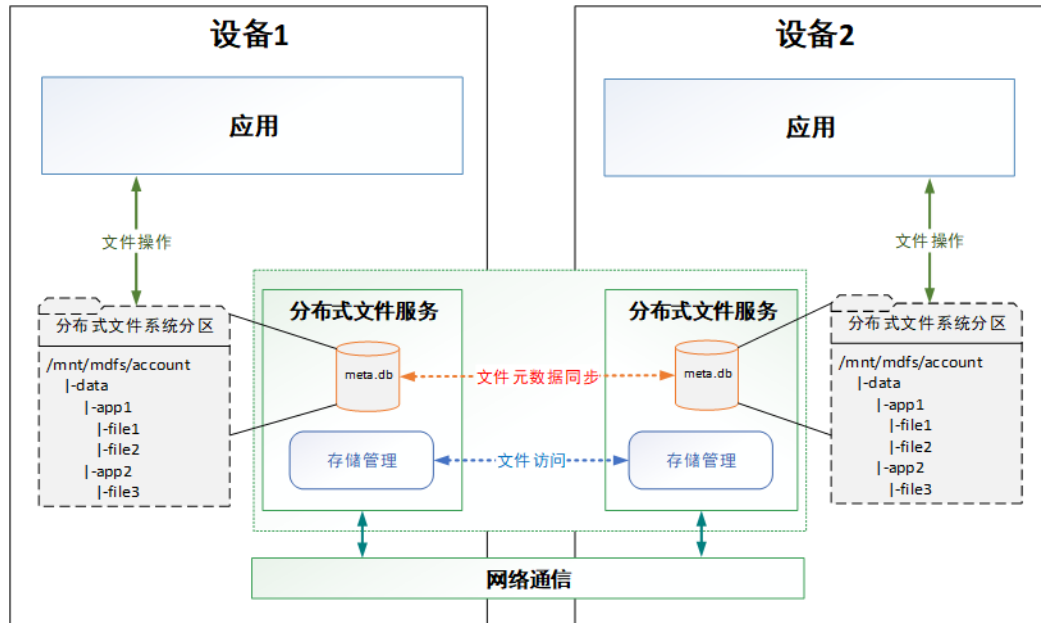 设备1
设备2
应用
应用
文件操作
文件操作
分布式文件服务
分布式文件服务
分布式文件系统分区
/mnt/mdfs/account
|-data
|-app1
|-file1
|-file2
|-app2
|-file3
meta.db
文件元数据同步
meta.db
存储管理
文件访问
存储管理
分布式文件系统分区
/mnt/mdfs/account
|-data
|-app1
|-file1
|-file2
|-app2
|-file3
网络通信